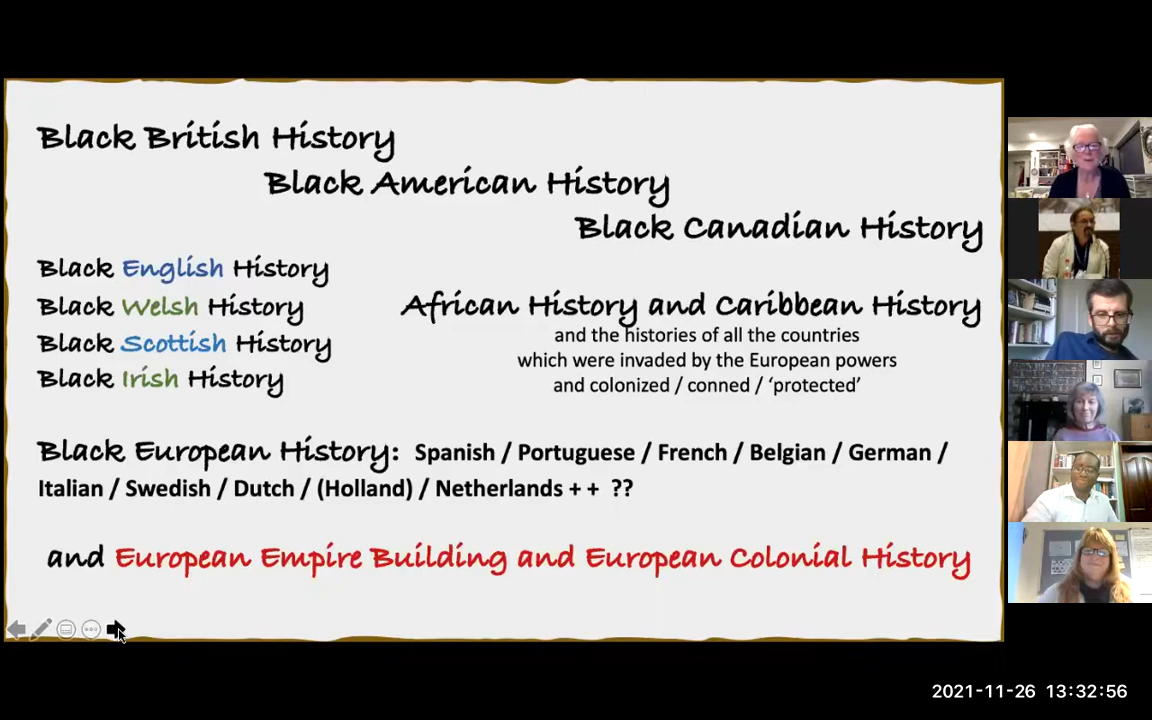 Black British History
Black American History
Black Canadian History
Black English History
Black Welsh History
Black Scottish History
Black Irish History
African History and Caribbean History
and the histories of all the countries
which were invaded by the European powers
and colonized / conned / ‘protected’
Black European History: Spanish / Portuguese / French / Belgian / German /
Italian / Swedish / Dutch / (Holland) / Netherlands + + ??
and European Empire Building and European Colonial History
2021-11-26 13:32:56